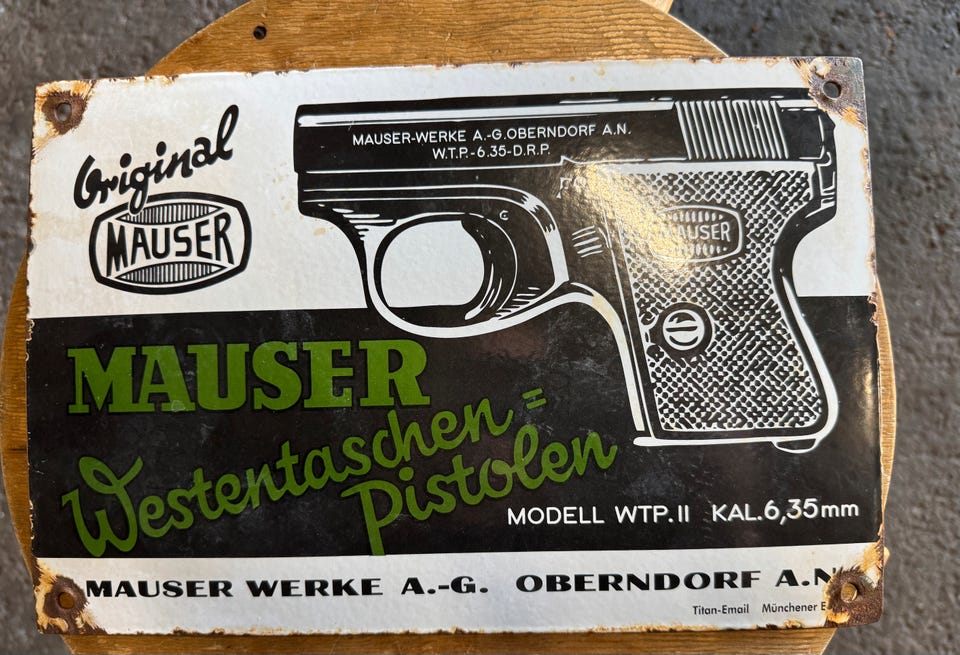 Original
MAUSER
MAUSER-WERKE A.-G. OBERNDORF A.N.
W.T.P.-6.35-D.R.P.
MAUSER
MAUSER
Westentaschen=
Pistolen
MODELL WTP.II KAL.6,35mm
MAUSER WERKE A.-G. OBERNDORF A.N
Titan-Email Münchener